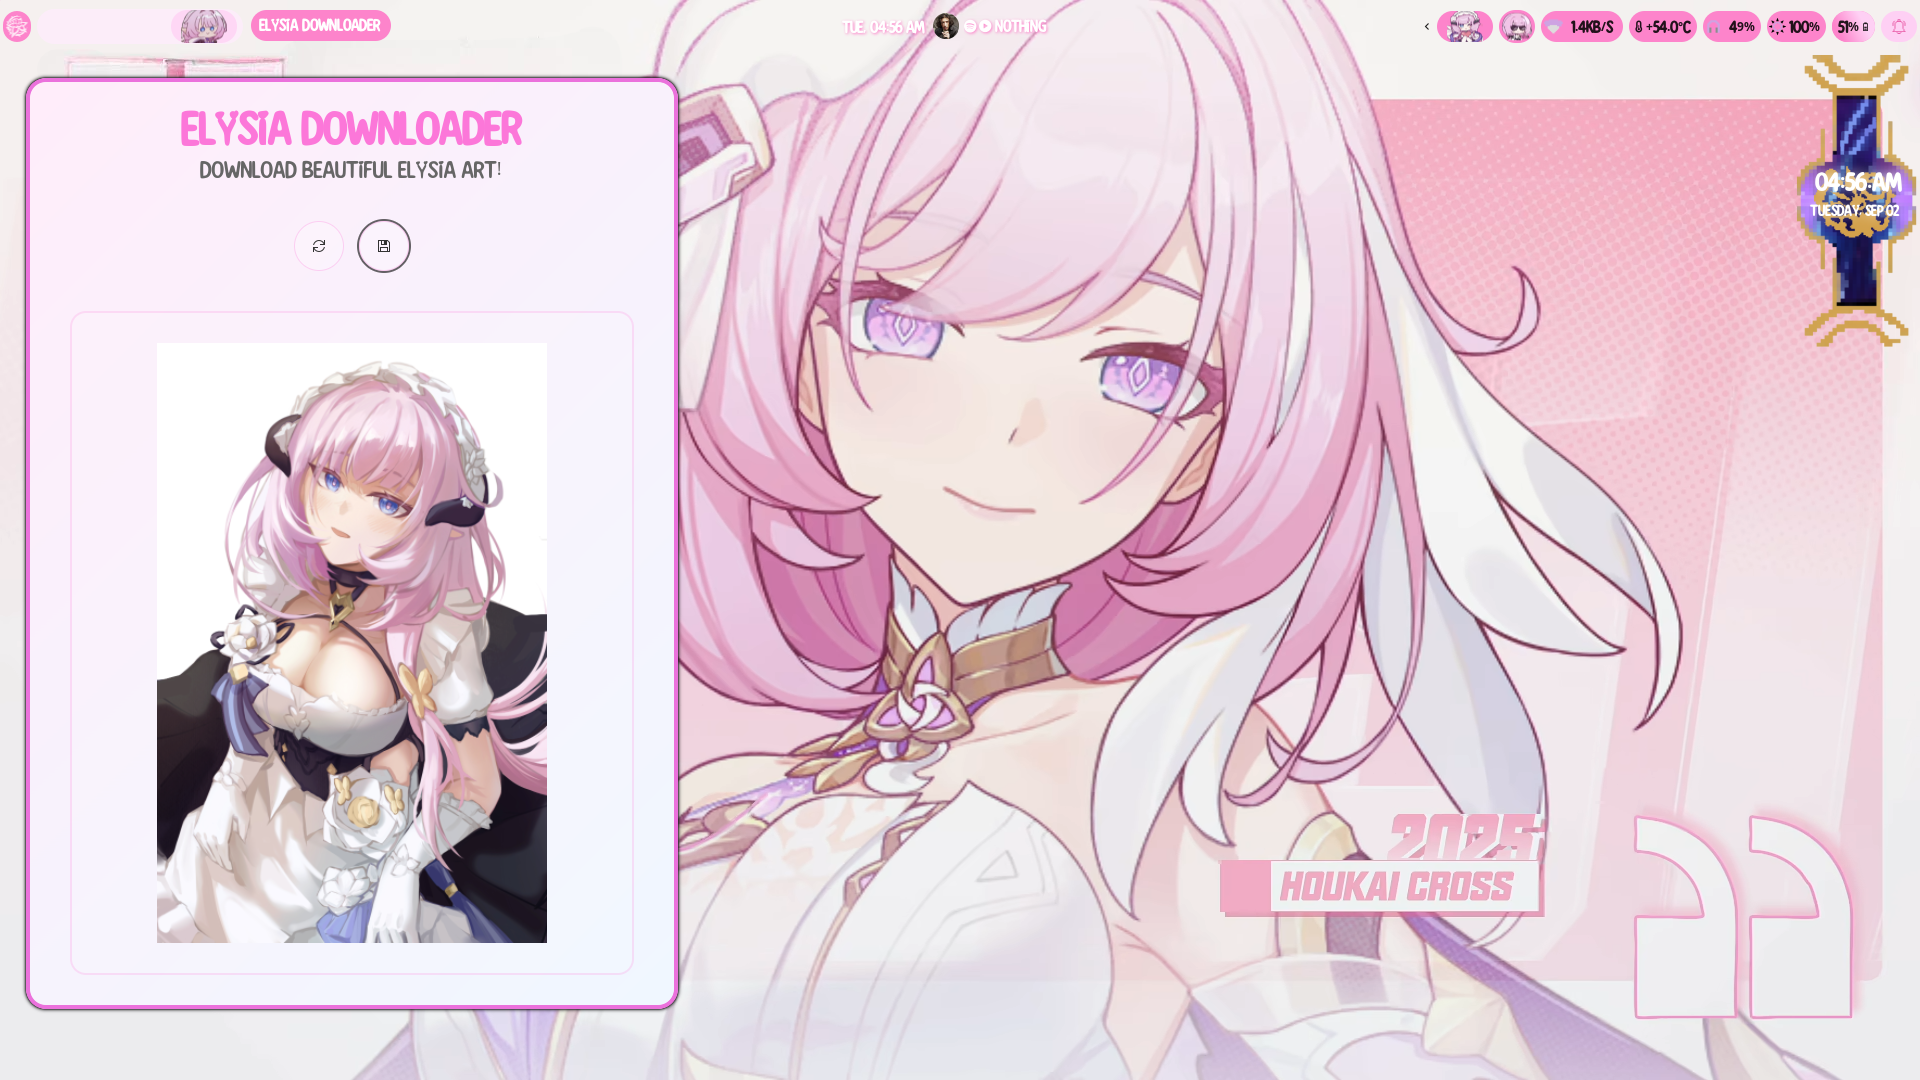 ELYSIA DOWNLOADER
TUE, 04:56 AM
NOTHING
1.4KB/S
+54.0°C
49%
100%
51%
ELYSIA DOWNLOADER
DOWNLOAD BEAUTIFUL ELYSIA ART!
04:56 AM
TUESDAY, SEP 02
2025
HOUKAI CROSS